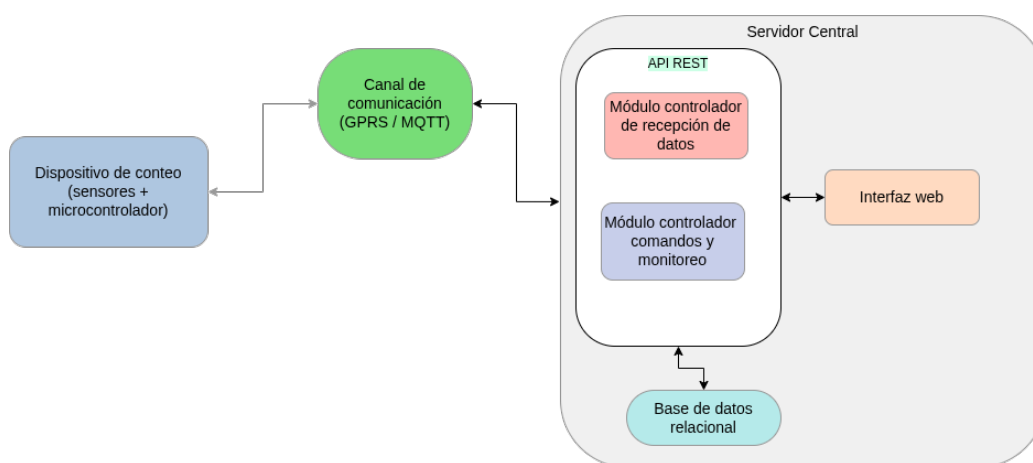 Servidor Central
API REST
Canal de
comunicación
(GPRS / MQTT)
Módulo controlador
de recepción de
datos
Dispositivo de conteo
(sensores +
microcontrolador)
Interfaz web
Módulo controlador
comandos y
monitoreo
Base de datos
relacional